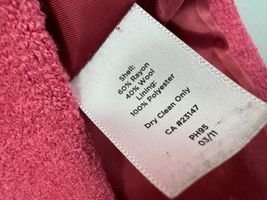 Shell:
60% Rayon
40% Wool
Lining:
100% Polyester
Dry Clean Only
CA #23147
PH95
03/11